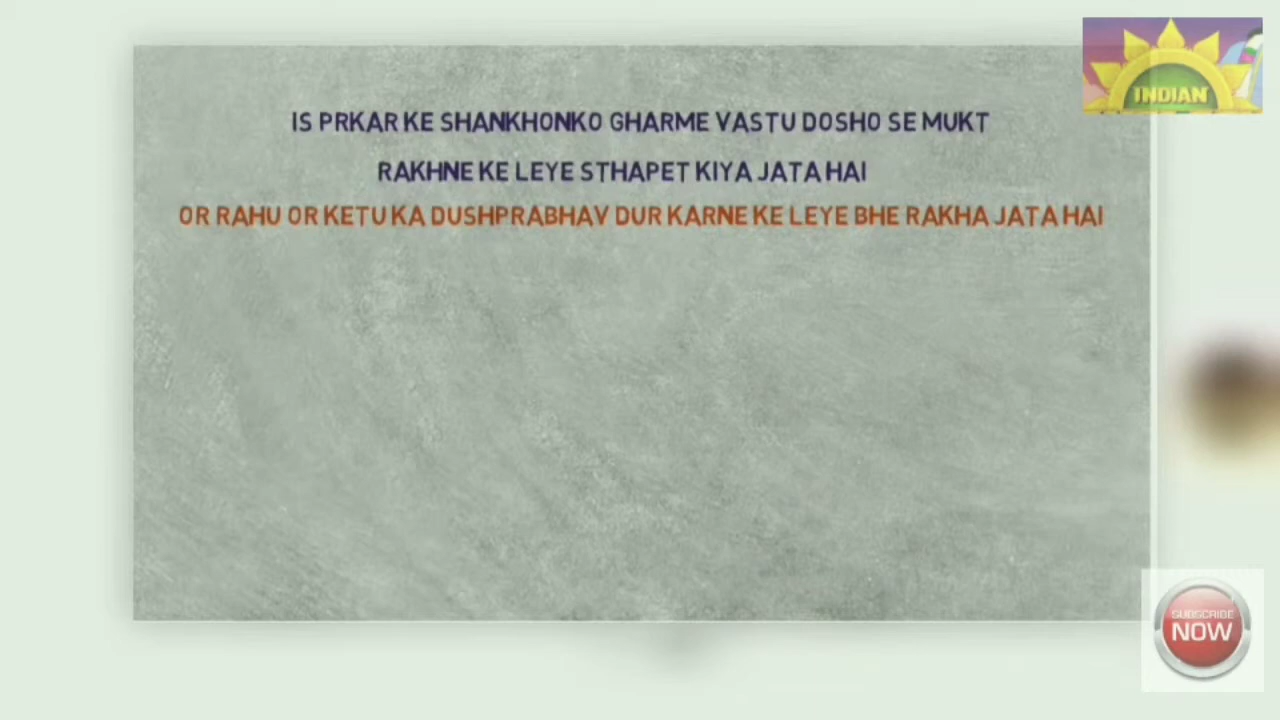 INDIAN
IS PRKAR KE SHANKHONKO GHARME VASTU DOSHO SE MUKT
RAKHNE KE LEYE STHAPET KIYA JATA HAI
OR RAHU OR KETU KA DUSHPRABHAV DUR KARNE KE LEYE BHE RAKHA JATA HAI
SUBSCRIBE
NOW